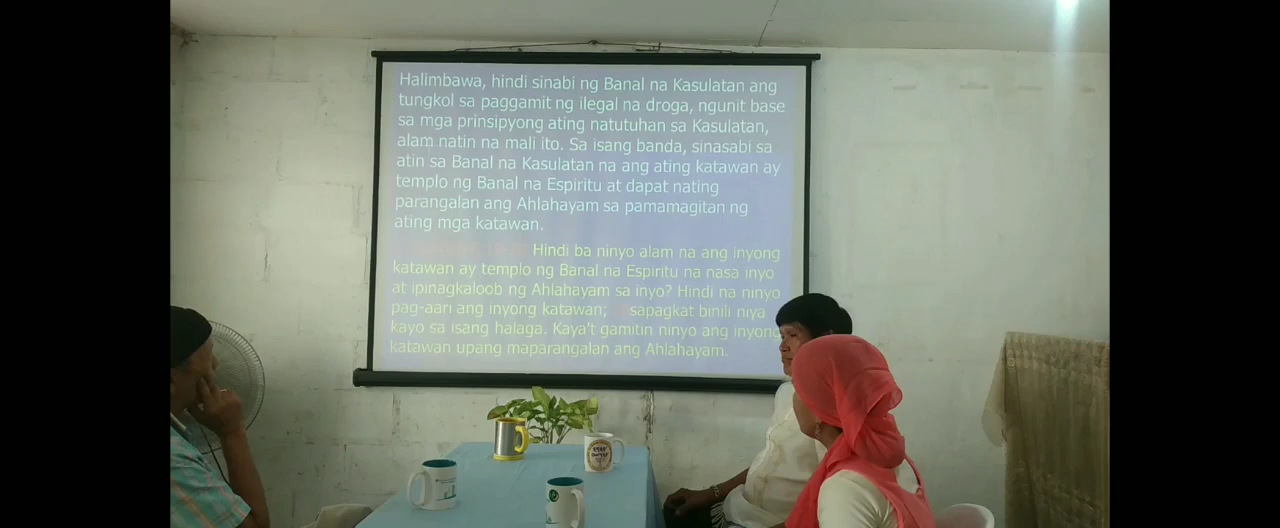 Halimbawa, hindi sinabi ng Banal na Kasulatan ang
tungkol sa paggamit ng ilegal na droga, ngunit base
sa mga prinsipyong ating natutuhan sa Kasulatan,
alam natin na mali ito. Sa isang banda, sinasabi sa
atin sa Banal na Kasulatan na ang ating katawan ay
templo ng Banal na Espiritu at dapat nating
parangalan ang Ahlahayam sa pamamagitan ng
ating mga katawan.
Hindi ba ninyo alam na ang inyong
katawan ay templo ng Banal na Espiritu na nasa inyo
at ipinagkaloob ng Ahlahayam sa inyo? Hindi na ninyo
pag-aari ang inyong katawan; sapagkat binili niya
kayo sa isang halaga. Kaya't gamitin ninyo ang inyong
katawan upang maparangalan ang Ahlahayam.